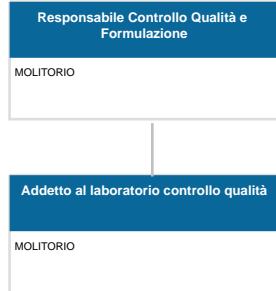 Responsabile Controllo Qualità e
Formulazione
MOLITORIO
Addetto al laboratorio controllo qualità
MOLITORIO